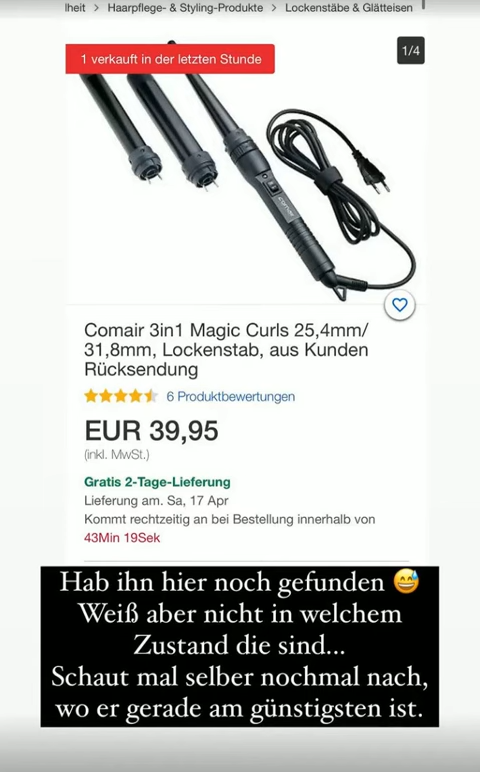 lheit > Haarpflege- & Styling-Produkte > Lockenstäbe & Glätteisen
1 verkauft in der letzten Stunde
1/4
comair
Comair 3in1 Magic Curls 25,4mm/
31,8mm, Lockenstab, aus Kunden
Rücksendung
6 Produktbewertungen
EUR 39,95
(inkl. MwSt.)
Gratis 2-Tage-Lieferung
Lieferung am. Sa, 17 Apr
Kommt rechtzeitig an bei Bestellung innerhalb von
43Min 19Sek
Hab ihn hier noch gefunden 😅
Weiß aber nicht in welchem
Zustand die sind...
Schaut mal selber nochmal nach,
wo er gerade am günstigsten ist.